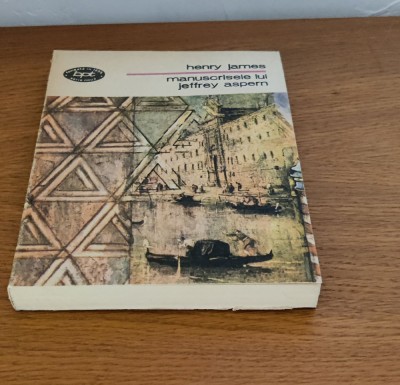 bpt
henry james
manuscrisele lui
jeffrey aspern